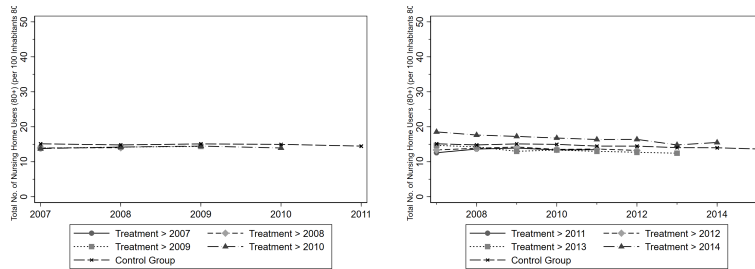 Total No. of Nursing Home Users (80+) (per 100 Inhabitants 80
50
40
30
20
10
0
2007 2008 2009 2010 2011
Treatment > 2007 Treatment > 2008
Treatment > 2009 Treatment > 2010
Control Group
Total No. of Nursing Home Users (80+) (per 100 Inhabitants 80
50
40
30
20
10
0
2008 2010 2012 2014
Treatment > 2011 Treatment > 2012
Treatment > 2013 Treatment > 2014
Control Group